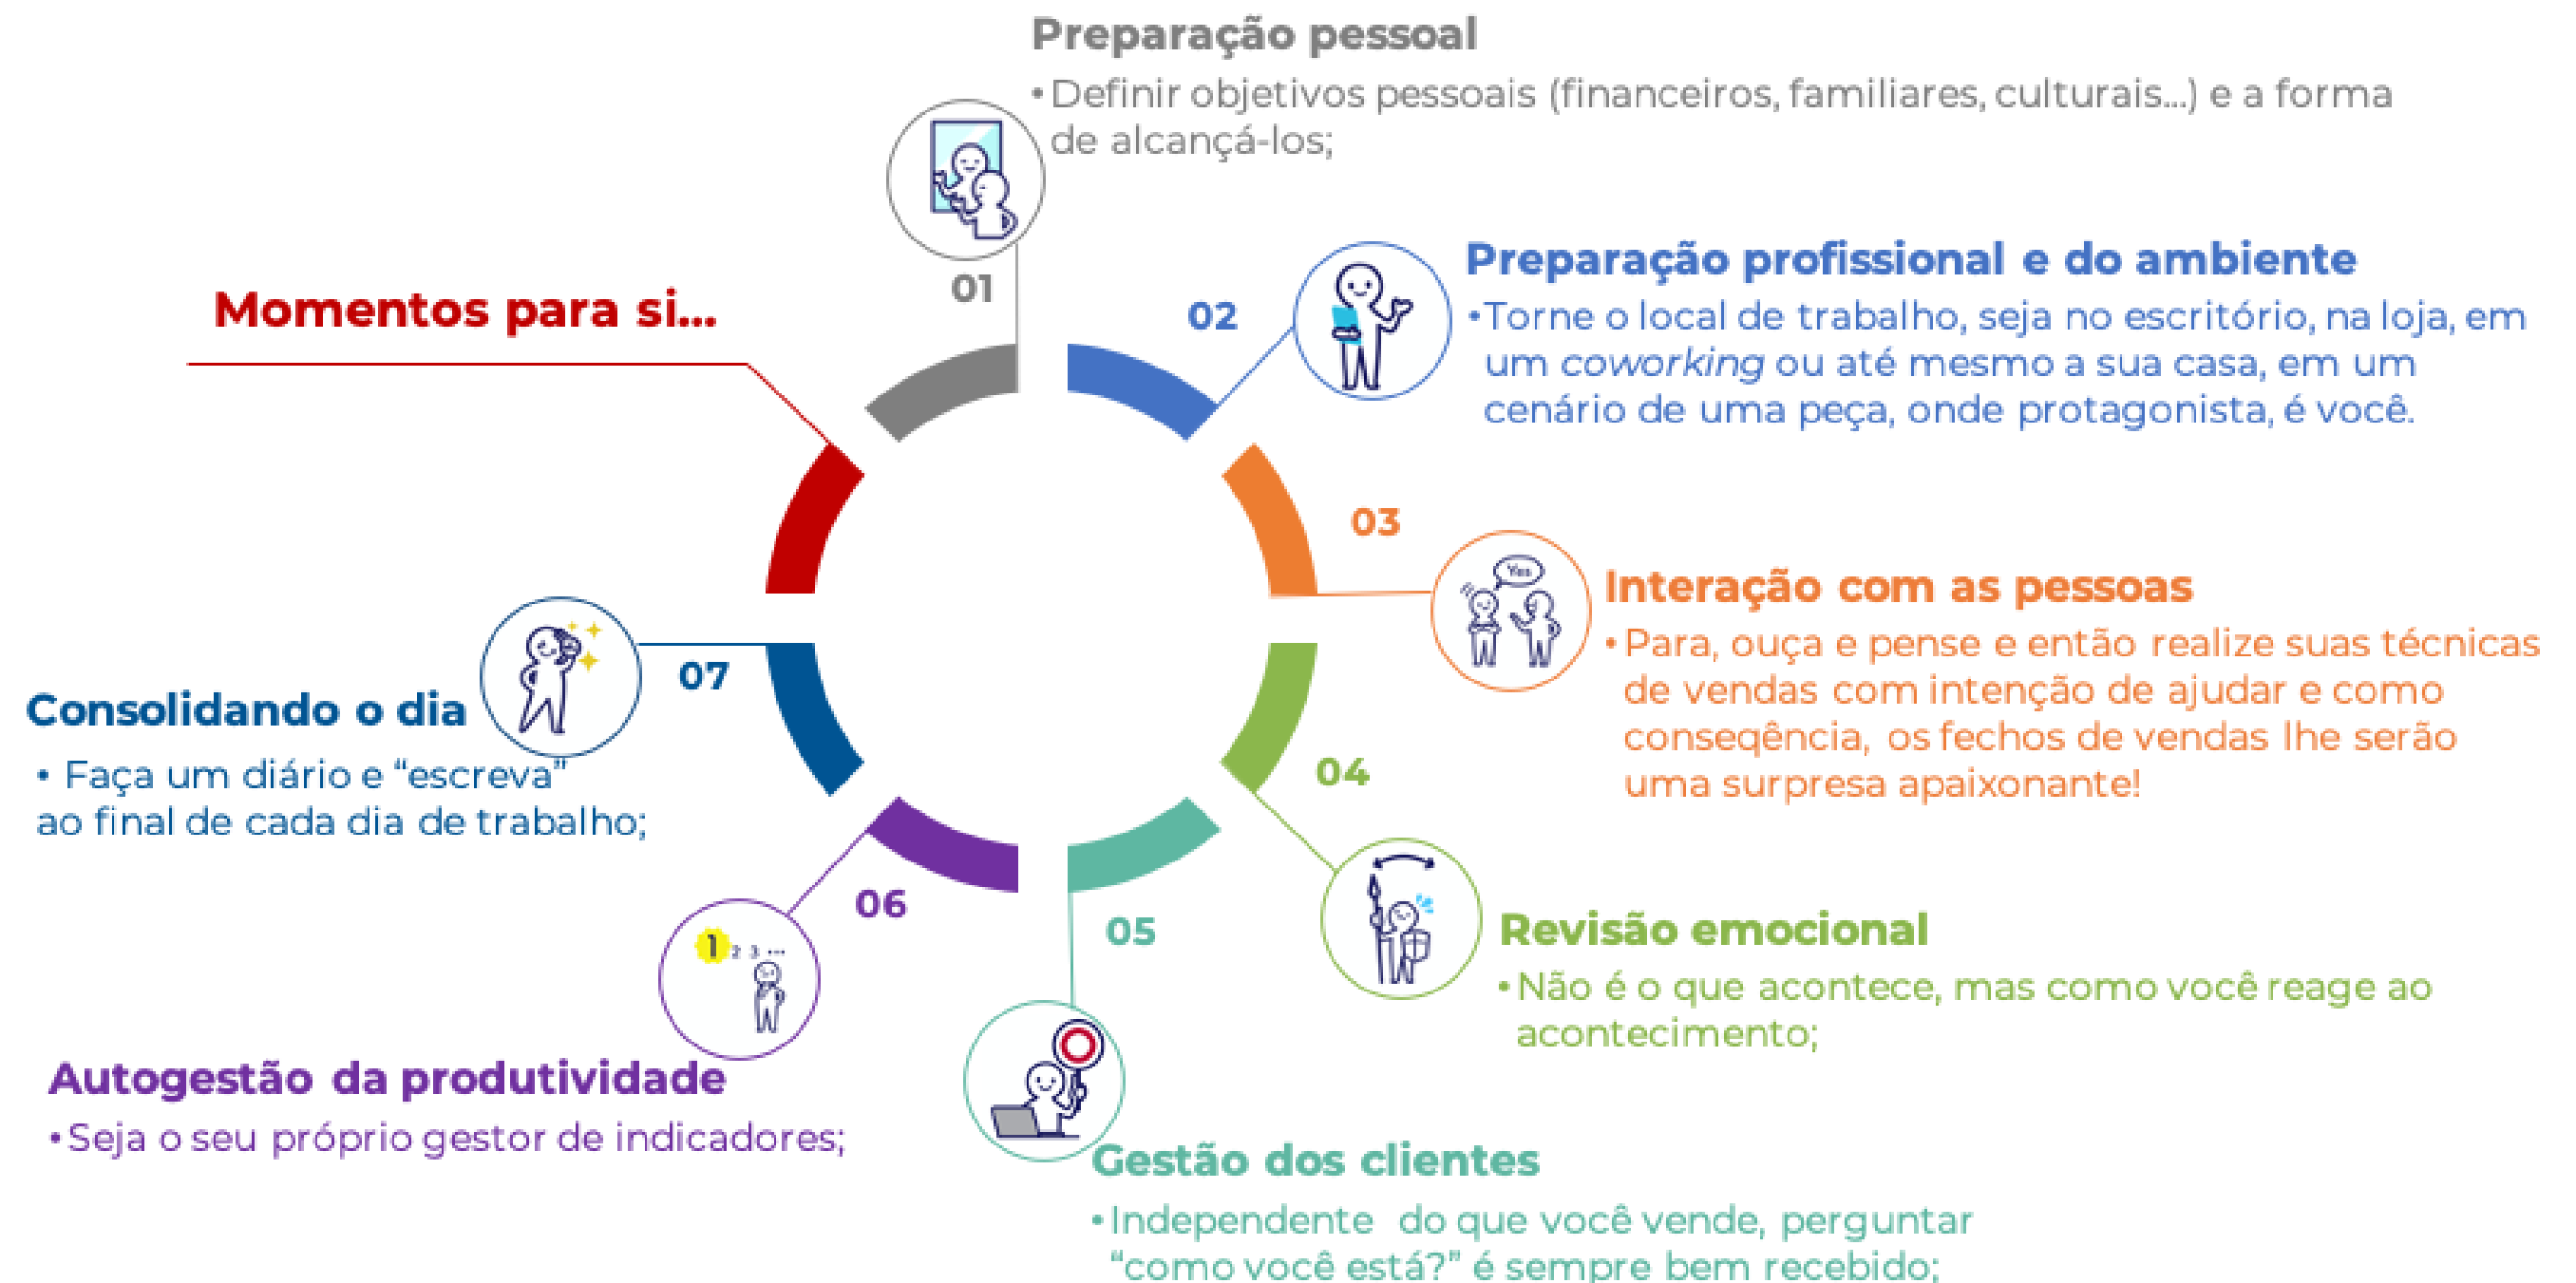 Preparação pessoal
•Definir objetivos pessoais (financeiros, familiares, culturais...) e a forma
de alcançá-los;
01
Momentos para si...
02
Preparação profissional e do ambiente
•Torne o local de trabalho, seja no escritório, na loja, em
um coworking ou até mesmo a sua casa, em um
cenário de uma peça, onde protagonista, é você.
03
Yes
Interação com as pessoas
•Para, ouça e pense e então realize suas técnicas
de vendas com intenção de ajudar e como
conseqência, os fechos de vendas lhe serão
uma surpresa apaixonante!
04
Revisão emocional
•Não é o que acontece, mas como você reage ao
acontecimento;
05
Gestão dos clientes
•Independente do que você vende, perguntar
“como você está?” é sempre bem recebido;
06
1 2 3 ...
Autogestão da produtividade
•Seja o seu próprio gestor de indicadores;
07
Consolidando o dia
• Faça um diário e “escreva”
ao final de cada dia de trabalho;